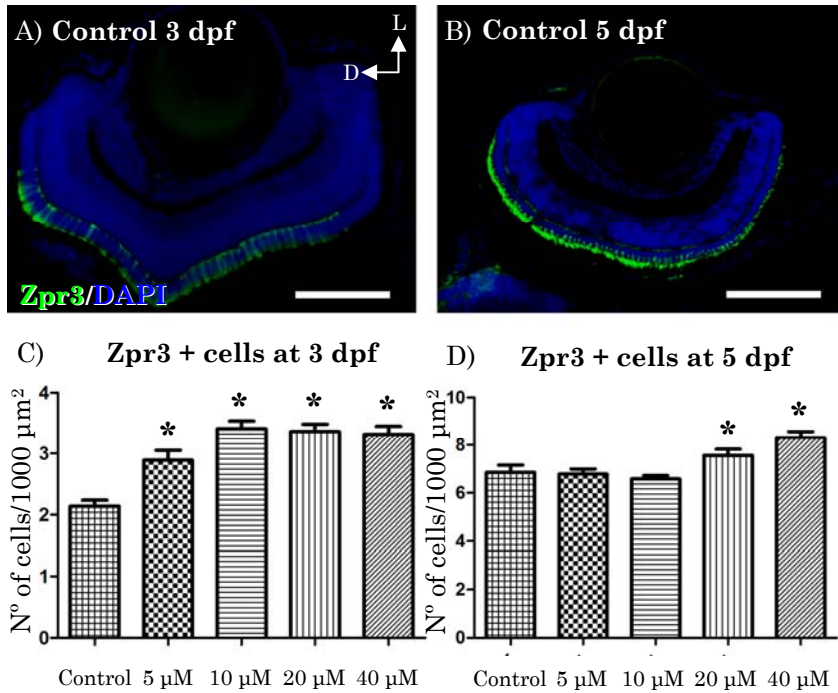 A) Control 3 dpf
L
D
Zpr3/DAPI
B) Control 5 dpf
C) Zpr3 + cells at 3 dpf
Nº of cells/1000 µm²
4
3
2
1
0
* * * *
Control 5 µM 10 µM 20 µM 40 µM
D) Zpr3 + cells at 5 dpf
Nº of cells/1000 µm²
10
8
6
4
2
0
* *
Control 5 µM 10 µM 20 µM 40 µM